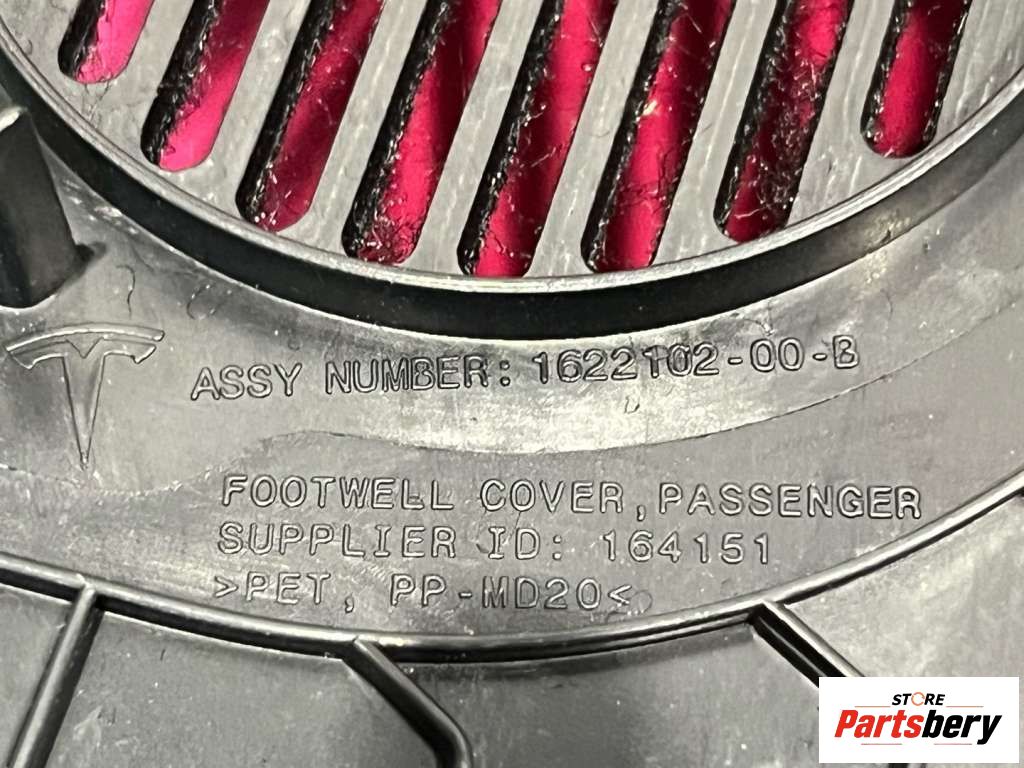 ASSY NUMBER: 1622102-00-B
FOOTWELL COVER, PASSENGER
SUPPLIER ID: 164151
>PET, PP-MD20<
STORE
Partsbery